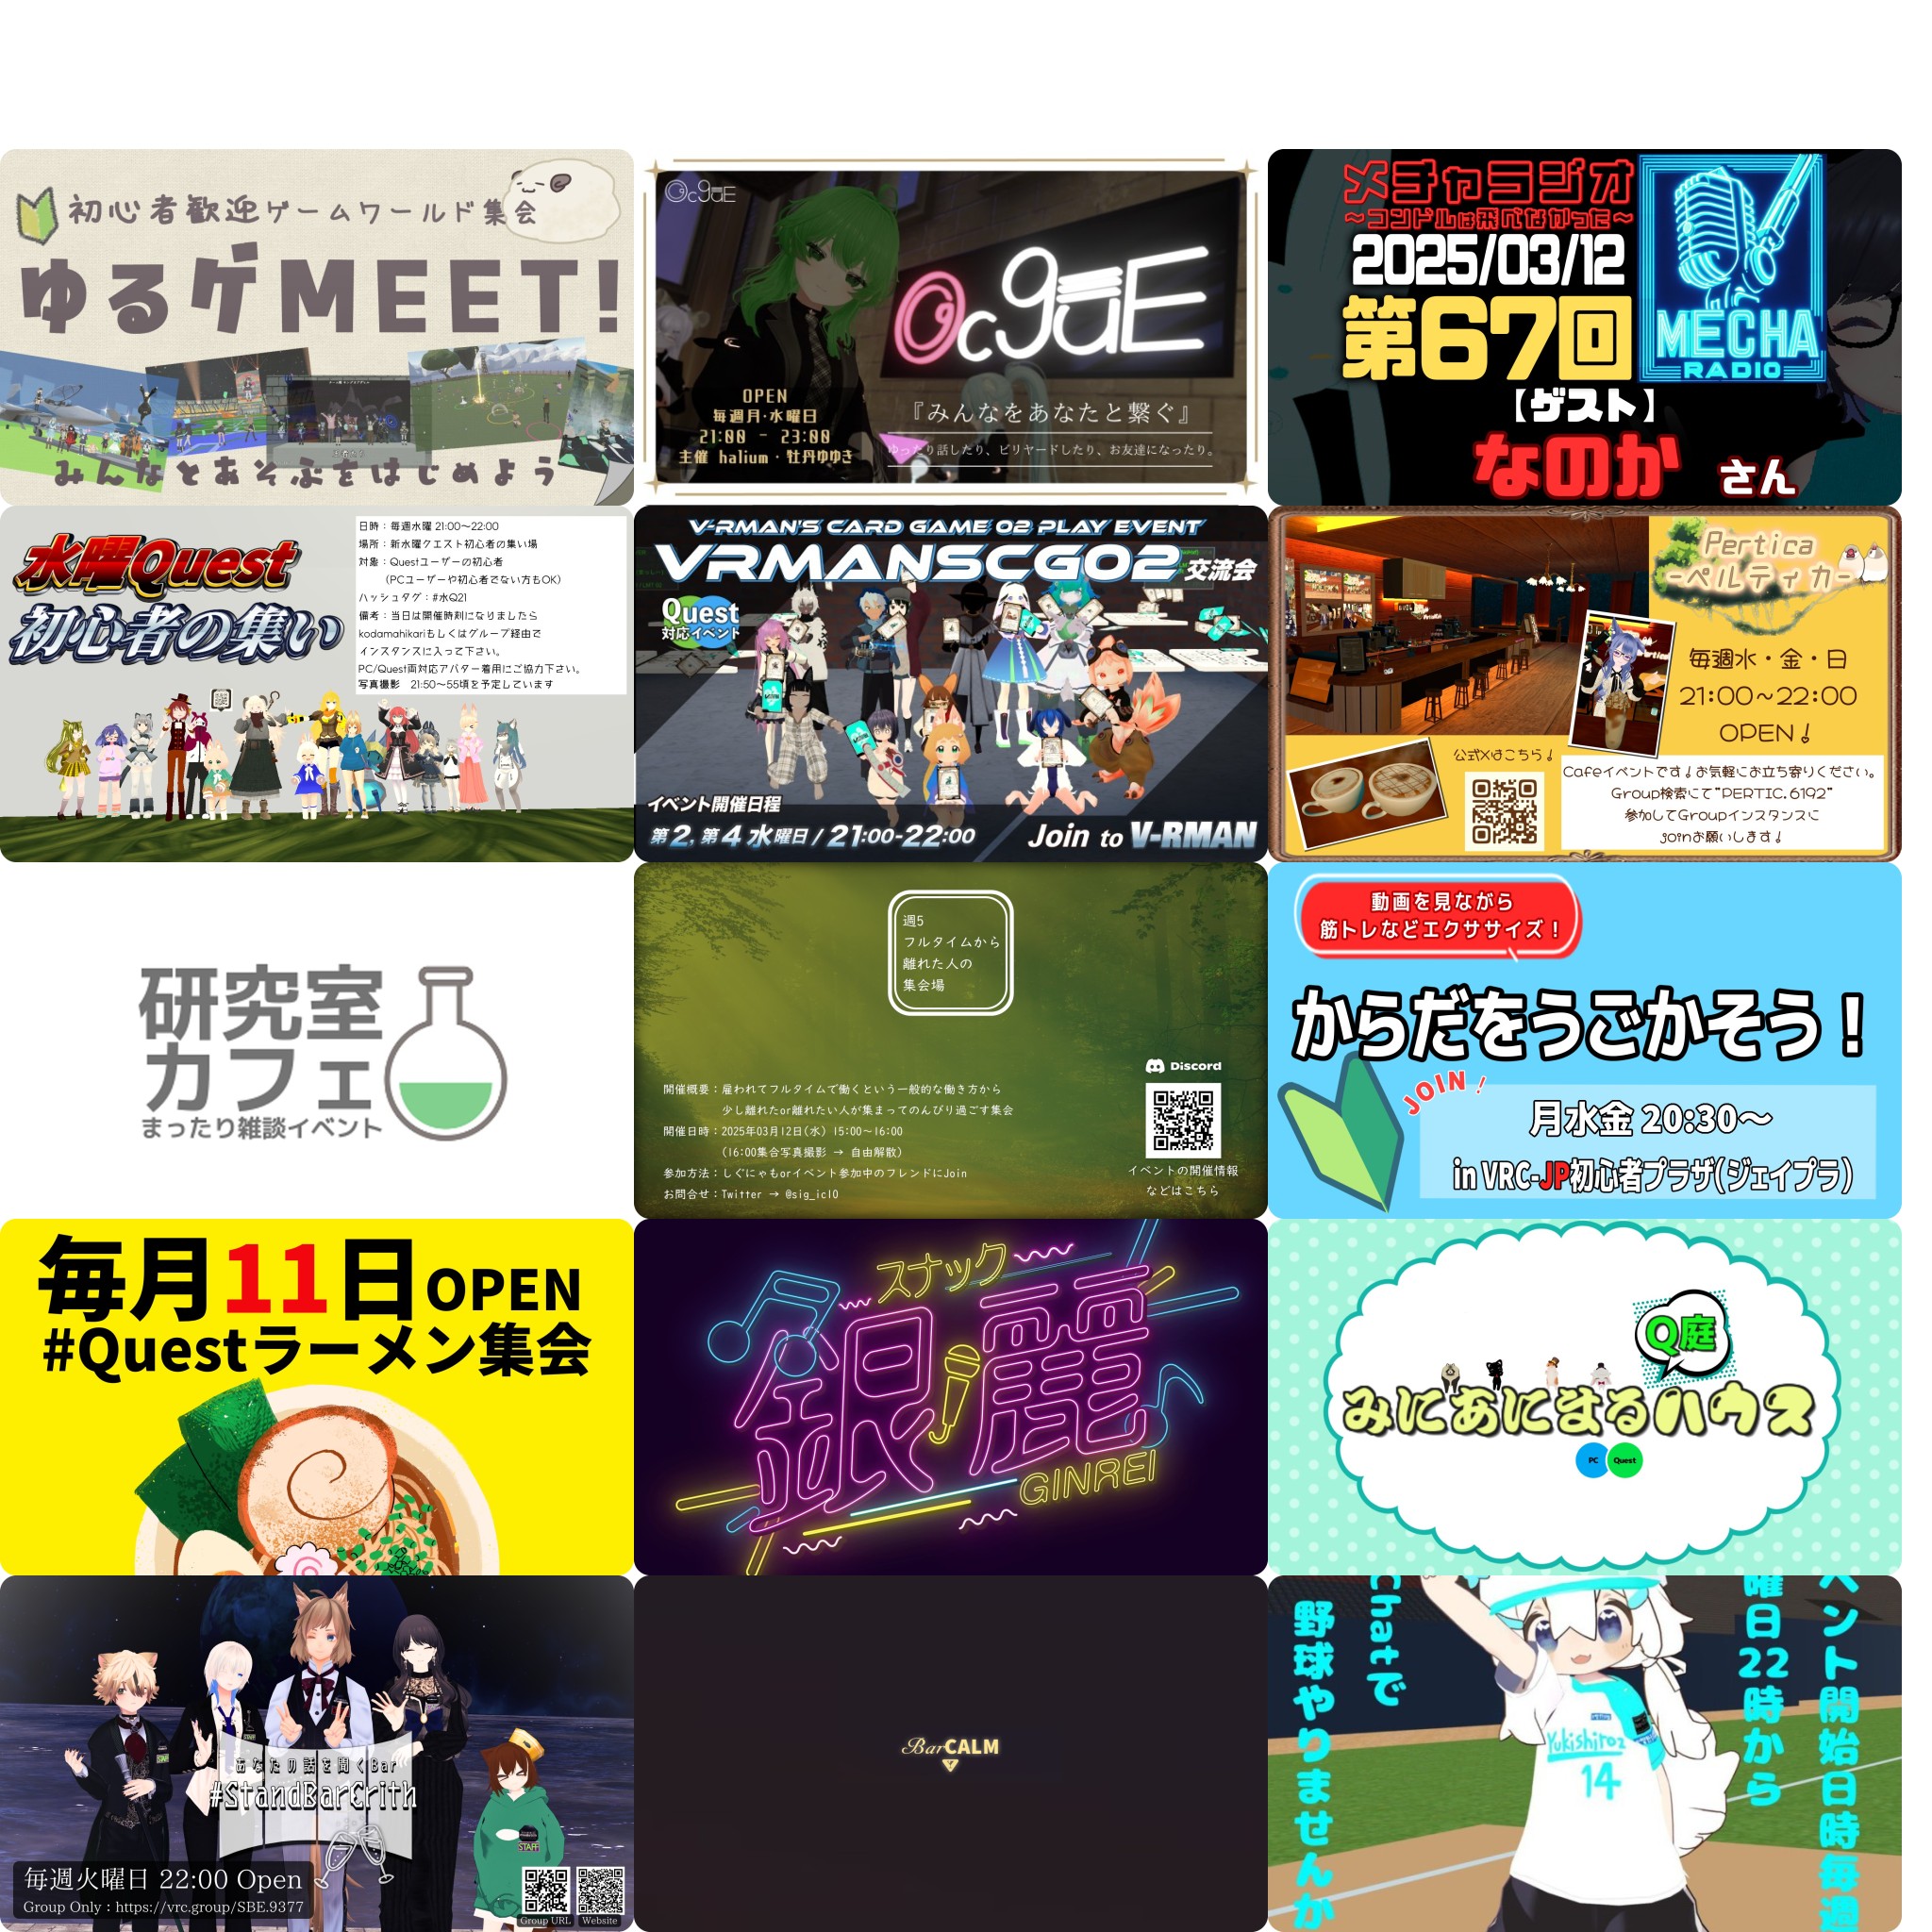 初心者歓迎ゲームワールド集会
ゆるゲMEET!
みんなとあそぶをはじめよう
OcguE
OcguE
OPEN
毎週月・水曜日
21:00 - 23:00
主催 halium・牡丹ゆゆき
『みんなをあなたと繋ぐ』
ゆったり話したり、ビリヤードしたり、お友達になったり。
メチャラジオ
~コンドルは飛べなかった~
2025/03/12
第67回
MECHA
RADIO
【ゲスト】
なのか さん
水曜Quest
初心者の集い
日時:毎週水曜 21:00~22:00
場所:新水曜クエスト初心者の集い場
対象:Questユーザーの初心者
(PCユーザーや初心者でない方もOK)
ハッシュタグ:#水Q21
備考:当日は開催時刻になりましたら
kodamahikariもしくはグループ経由で
インスタンスに入って下さい。
PC/Quest両対応アバター着用にご協力下さい。
写真撮影 21:50~55頃を予定しています
V-RMAN'S CARD GAME 02 PLAY EVENT
VRMANSCG02 交流会
Quest
対応イベント
イベント開催日程
第2, 第4 水曜日 / 21:00-22:00
Join to V-RMAN
Pertica
-ペルティカ-
毎週水・金・日
21:00~22:00
OPEN!
公式Xはこちら!
Cafeイベントです!お気軽にお立ち寄りください。
Group検索にて"PERTIC.6192"
参加してGroupインスタンスに
joinお願いします!
研究室
カフェ
まったり雑談イベント
週5
フルタイムから
離れた人の
集会場
開催概要:雇われてフルタイムで働くという一般的な働き方から
少し離れたor離れたい人が集まってのんびり過ごす集会
開催日時:2025年03月12日(水) 15:00~16:00
(16:00集合写真撮影 → 自由解散)
参加方法:しぐにゃもorイベント参加中のフレンドにJoin
お問合せ:Twitter → @sig_icl0
Discord
イベントの開催情報
などはこちら
動画を見ながら
筋トレなどエクササイズ!
からだをうごかそう!
JOIN!
月水金 20:30~
in VRC-JP初心者プラザ(ジェイプラ)
毎月11日OPEN
#Questラーメン集会
スナック
銀麗
GINREI
Q庭
みにあにまるハウス
PC Quest
あなたの話を聞くBar
#StandBarCrith
STAFF
毎週火曜日 22:00 Open
Group Only : https://vrc.group/SBE.9377
Group URL
Website
BarCALM
ベント開始日時毎週
曜日22時から
Chatで
野球やりませんか
Yukishiro2
14